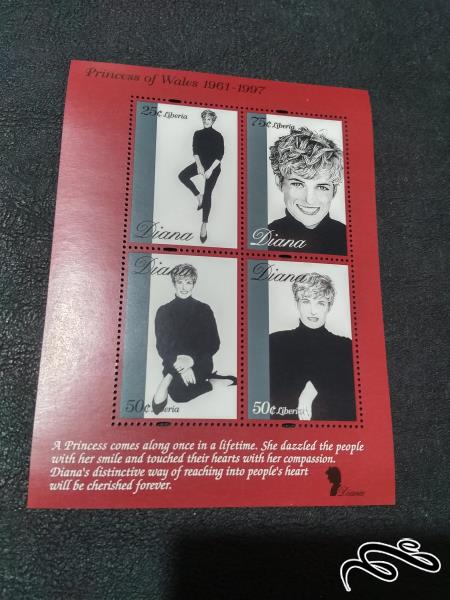 Princess of Wales 1961-1997
25¢ Liberia
Diana
75¢ Liberia
Diana
Diana
50¢ Liberia
Diana
50¢ Liberia
A Princess comes along once in a lifetime. She dazzled the people
with her smile and touched their hearts with her compassion.
Diana's distinctive way of reaching into people's heart
will be cherished forever.
Diana